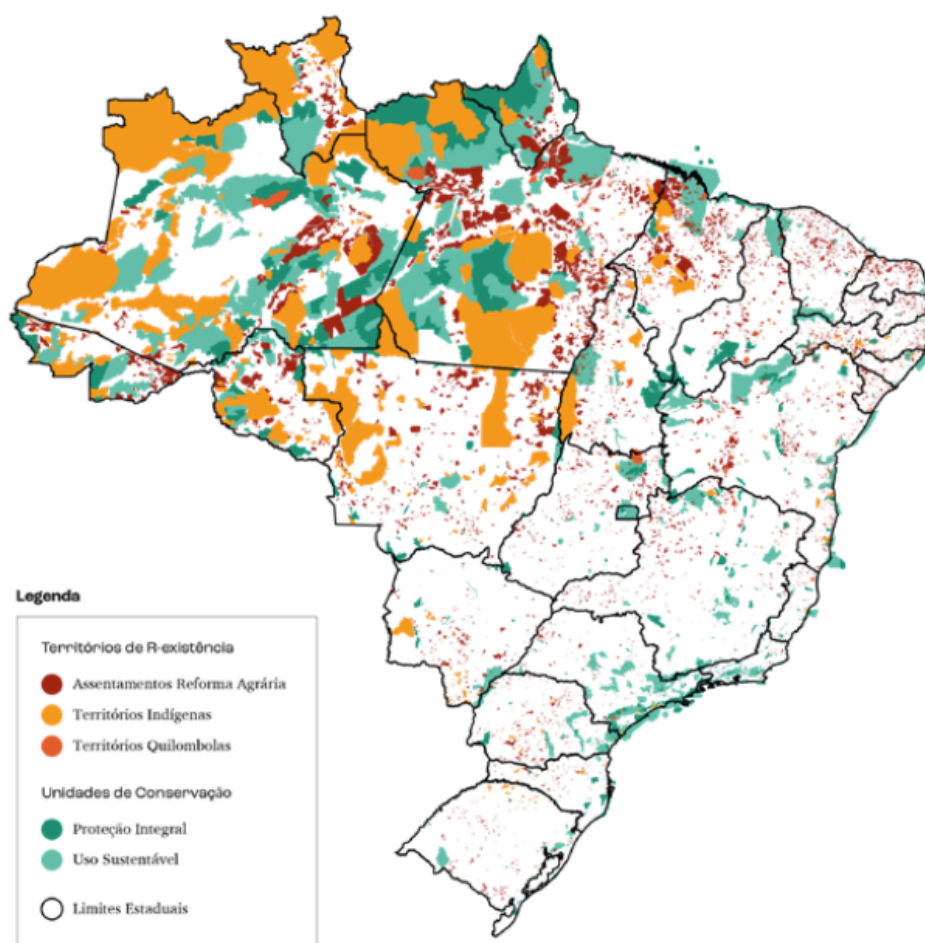 Legenda
Territórios de R-existência
Assentamentos Reforma Agrária
Territórios Indígenas
Territórios Quilombolas
Unidades de Conservação
Proteção Integral
Uso Sustentável
Limites Estaduais